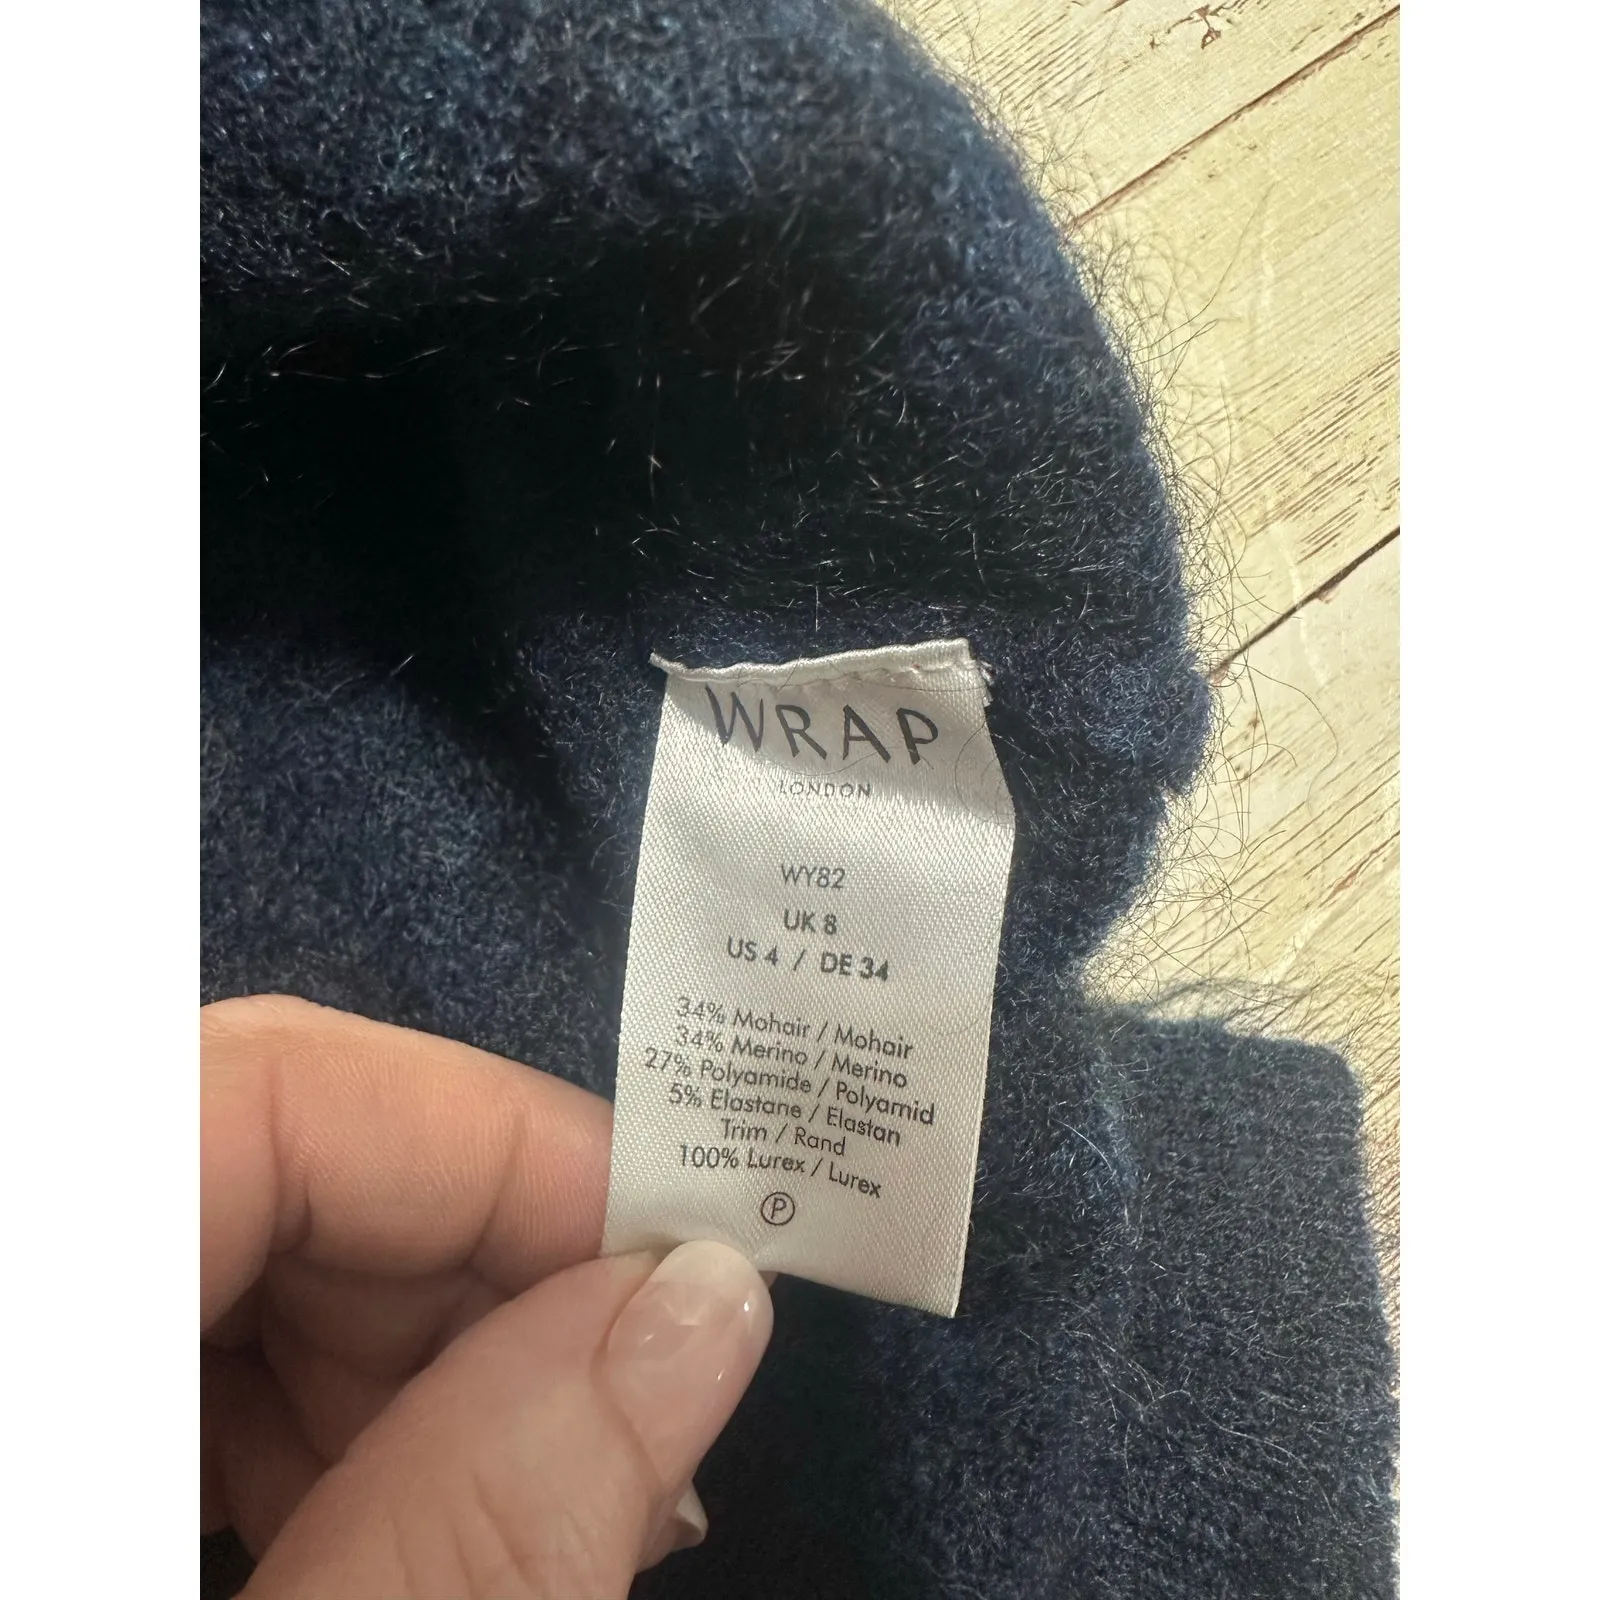 WRAP
LONDON
WY82
UK 8
US 4 / DE 34
34% Mohair / Mohair
34% Merino / Merino
27% Polyamide / Polyamid
5% Elastane / Elastan
Trim / Rand
100% Lurex / Lurex
P